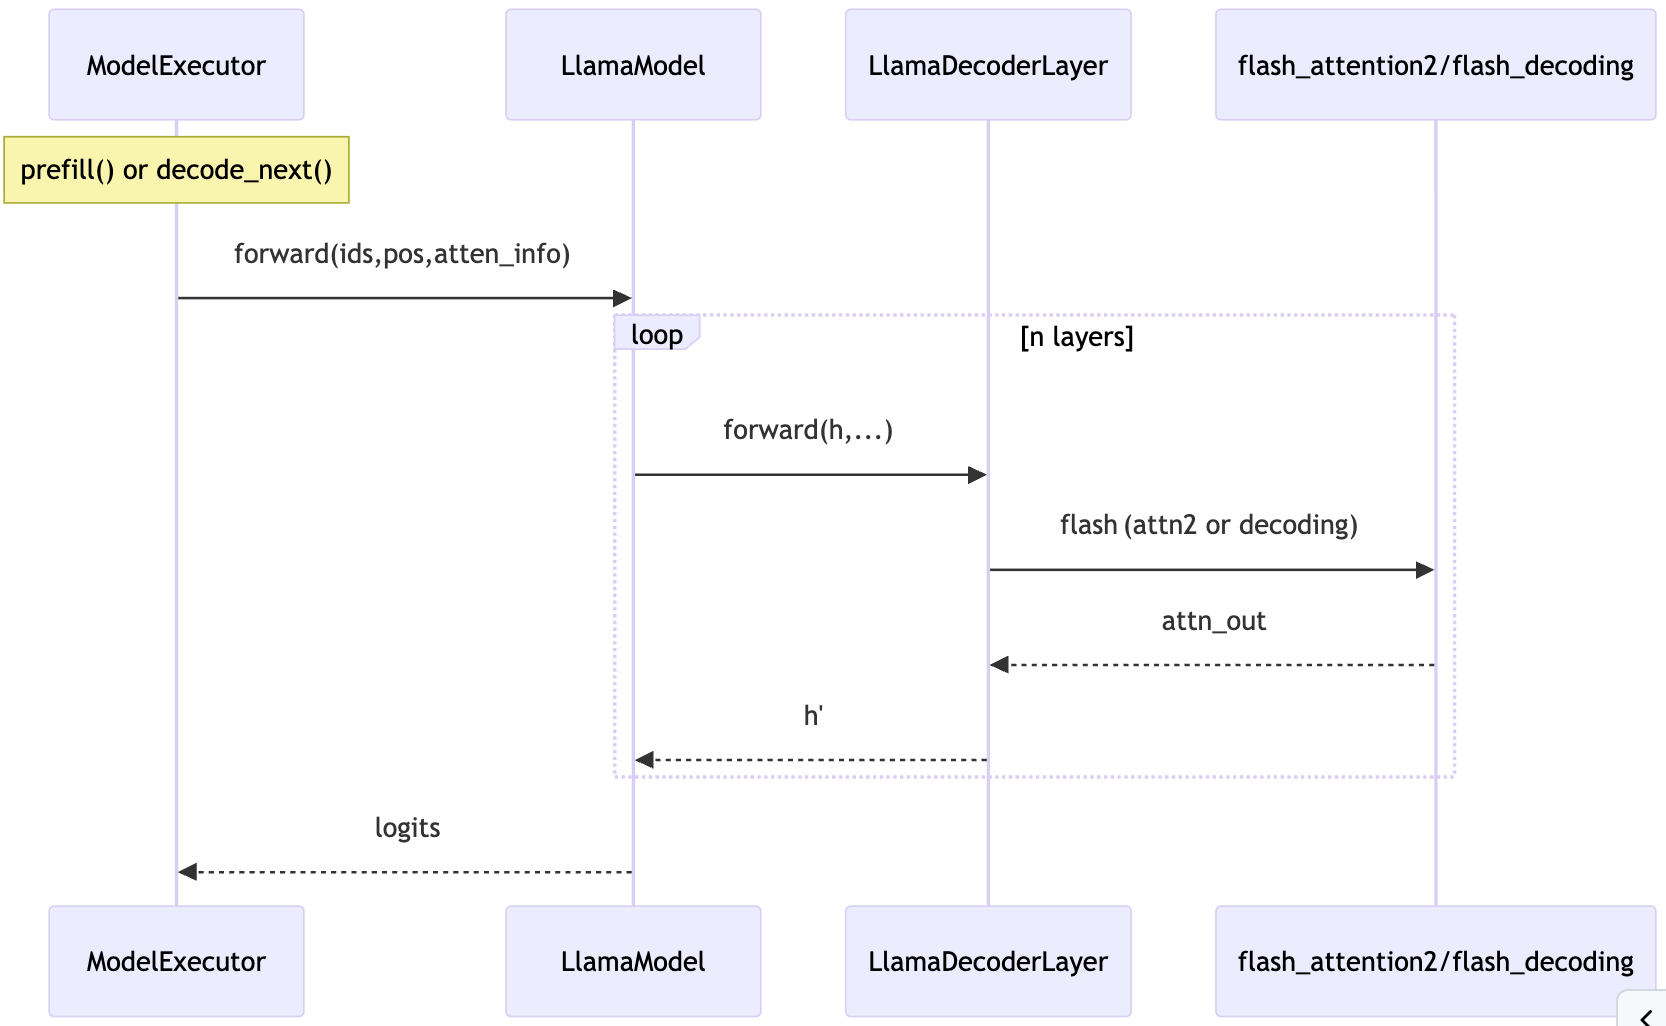 ModelExecutor
LlamaModel
LlamaDecoderLayer
flash_attention2/flash_decoding
prefill() or decode_next()
forward(ids,pos,atten_info)
loop
[n layers]
forward(h,...)
flash (attn2 or decoding)
attn_out
h'
logits
ModelExecutor
LlamaModel
LlamaDecoderLayer
flash_attention2/flash_decoding